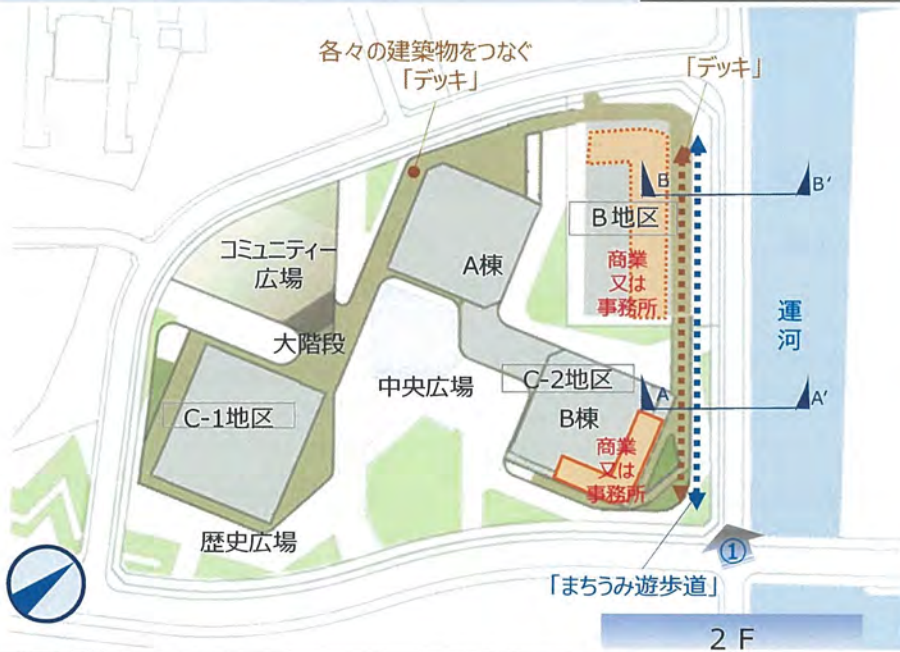 各々の建築物をつなぐ
「デッキ」
「デッキ」
B
B'
B地区
コミュニティー
広場
A棟
商業
又は
事務所
運
河
大階段
中央広場
C-2地区
A
A'
C-1地区
B棟
商業
又は
事務所
歴史広場
①
「まちうみ遊歩道」
2F